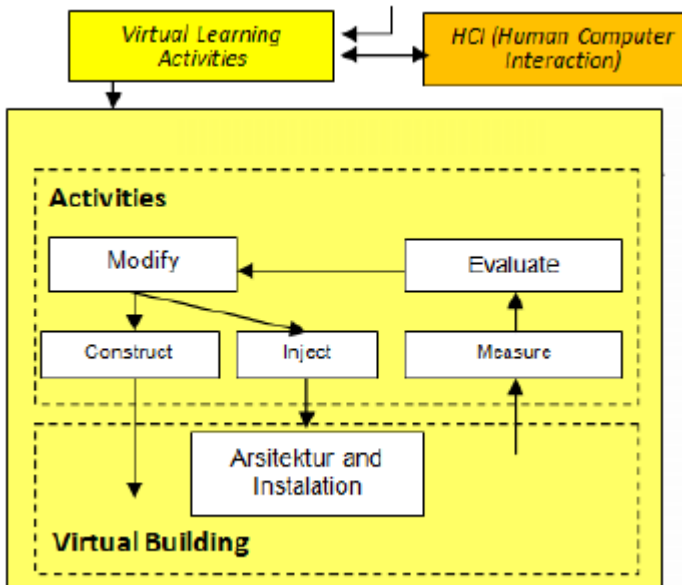 Virtual Learning
Activities
HCI (Human Computer
Interaction)
Activities
Modify
Evaluate
Construct
Inject
Measure
Arsitektur and
Instalation
Virtual Building